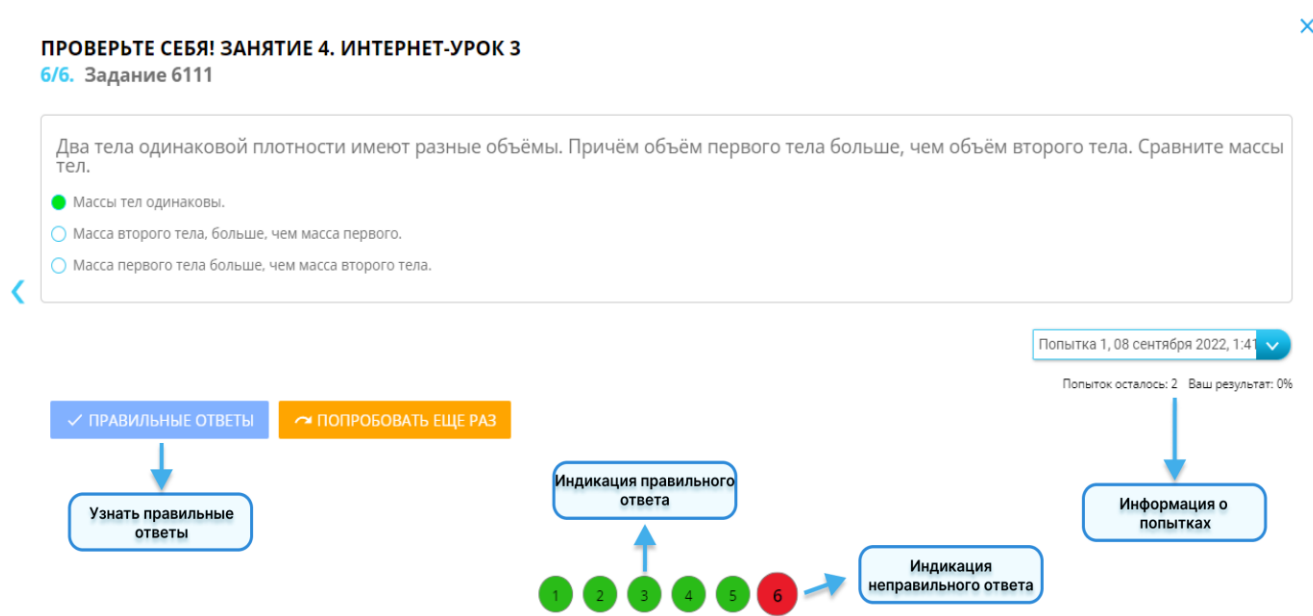 ПРОВЕРЬТЕ СЕБЯ! ЗАНЯТИЕ 4. ИНТЕРНЕТ-УРОК 3
6/6. Задание 6111
Два тела одинаковой плотности имеют разные объёмы. Причём объём первого тела больше, чем объём второго тела. Сравните массы
тел.
Массы тел одинаковы.
Масса второго тела, больше, чем масса первого.
Масса первого тела больше, чем масса второго тела.
Попытка 1, 08 сентября 2022, 1:41
Попыток осталось: 2 Ваш результат: 0%
ПРАВИЛЬНЫЕ ОТВЕТЫ
ПОПРОБОВАТЬ ЕЩЕ РАЗ
Узнать правильные
ответы
Индикация правильного
ответа
Информация о
попытках
Индикация
неправильного ответа
1 2 3 4 5 6